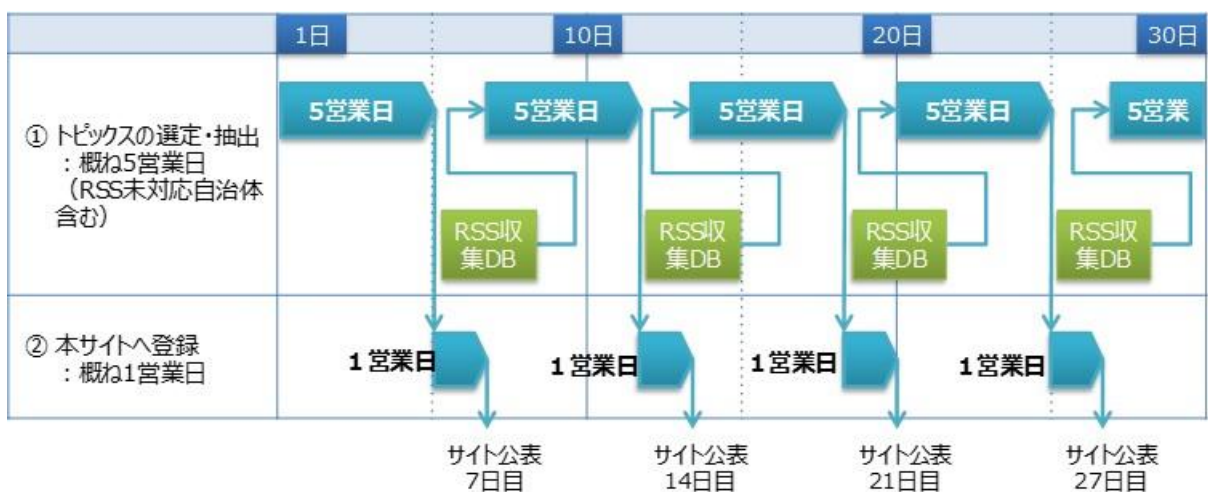 1日
10日
20日
30日
① トピックスの選定・抽出
：概ね5営業日
（RSS未対応自治体
含む）
5営業日
5営業日
5営業日
5営業日
5営業
RSS収
集DB
RSS収
集DB
RSS収
集DB
RSS収
集DB
② 本サイトへ登録
：概ね1営業日
1営業日
1営業日
1営業日
1営業日
サイト公表
7日目
サイト公表
14日目
サイト公表
21日目
サイト公表
27日目